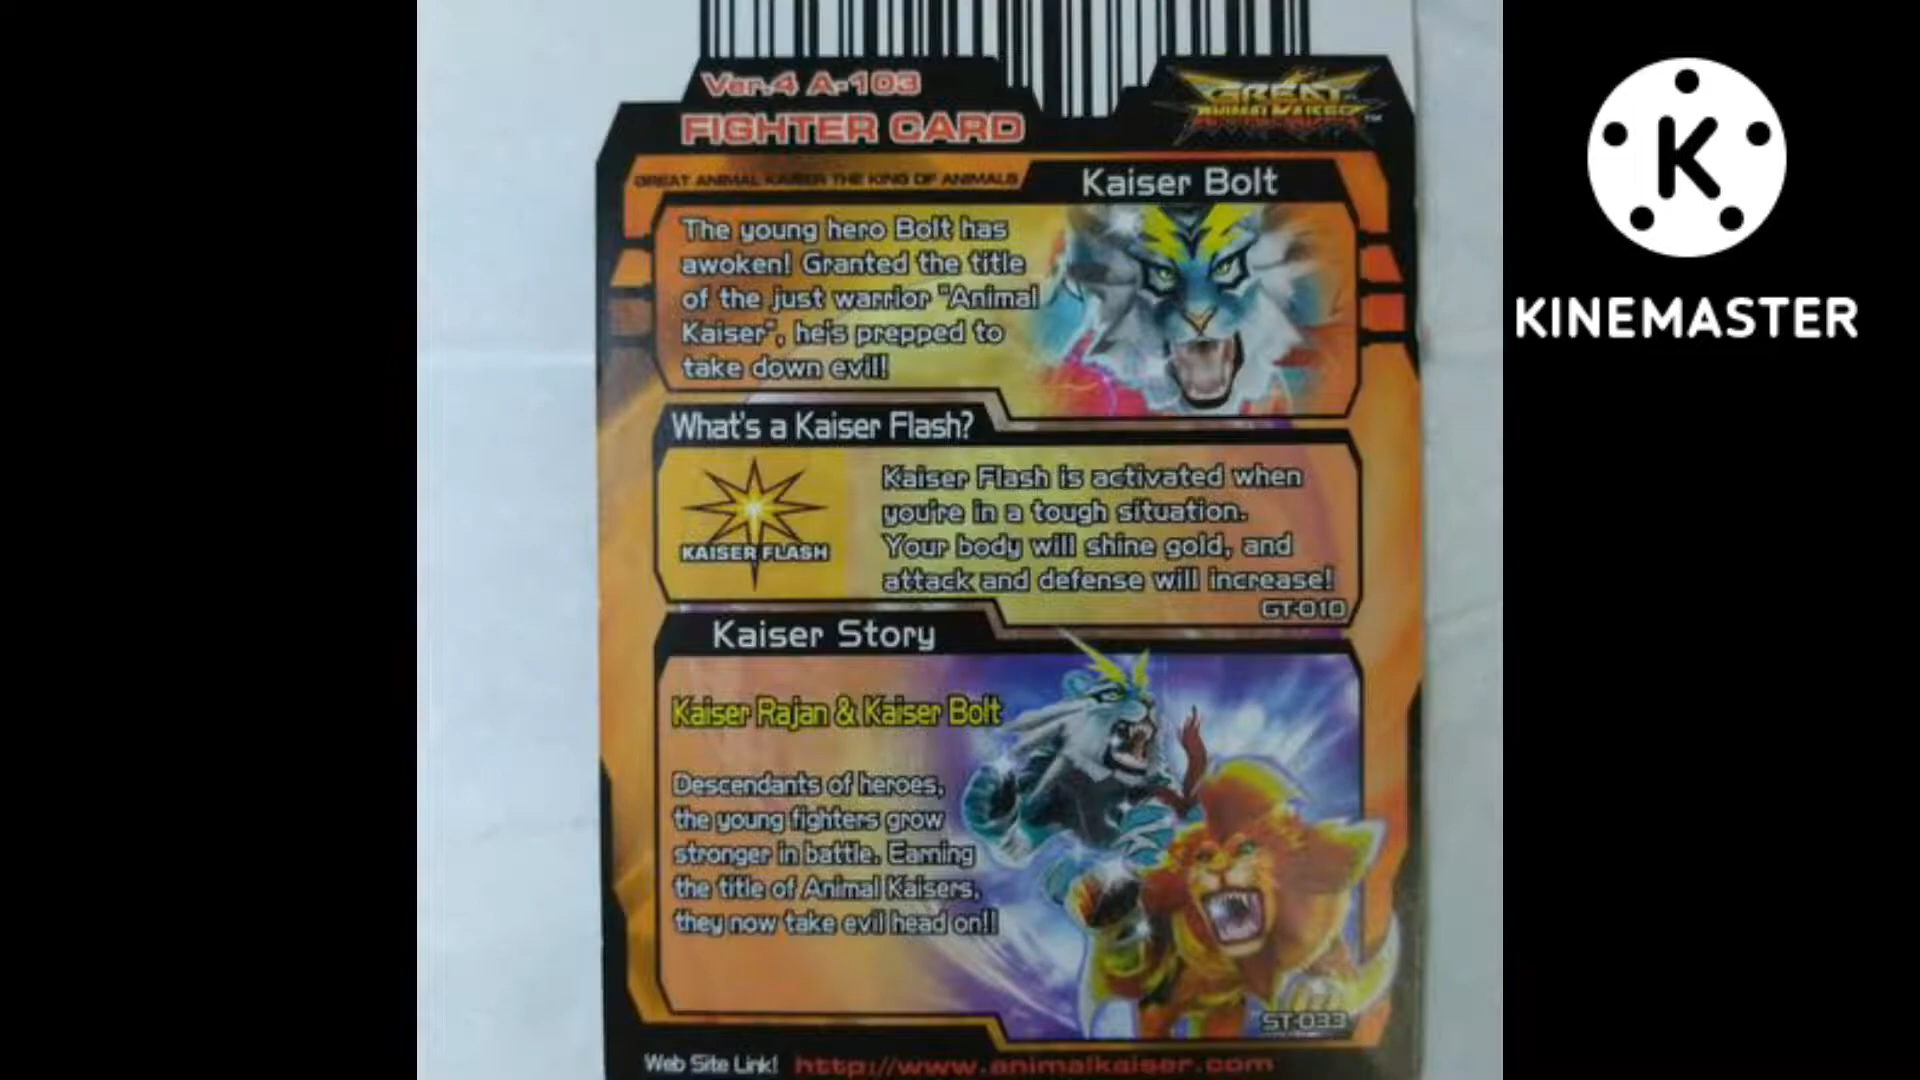 Ver.4 A-103
FIGHTER CARD
GREAT
ANIMAL KAISER
TM
GREAT ANIMAL KAISER THE KING OF ANIMALS
Kaiser Bolt
The young hero Bolt has
awoken! Granted the title
of the just warrior "Animal
Kaiser", he's prepped to
take down evil!
What's a Kaiser Flash?
KAISER FLASH
Kaiser Flash is activated when
you're in a tough situation.
Your body will shine gold, and
attack and defense will increase!
GT-010
Kaiser Story
Kaiser Rajan & Kaiser Bolt
Descendants of heroes,
the young fighters grow
stronger in battle. Earning
the title of Animal Kaisers,
they now take evil head on!!
ST-033
Web Site Link! http://www.animalkaiser.com
K
KINEMASTER